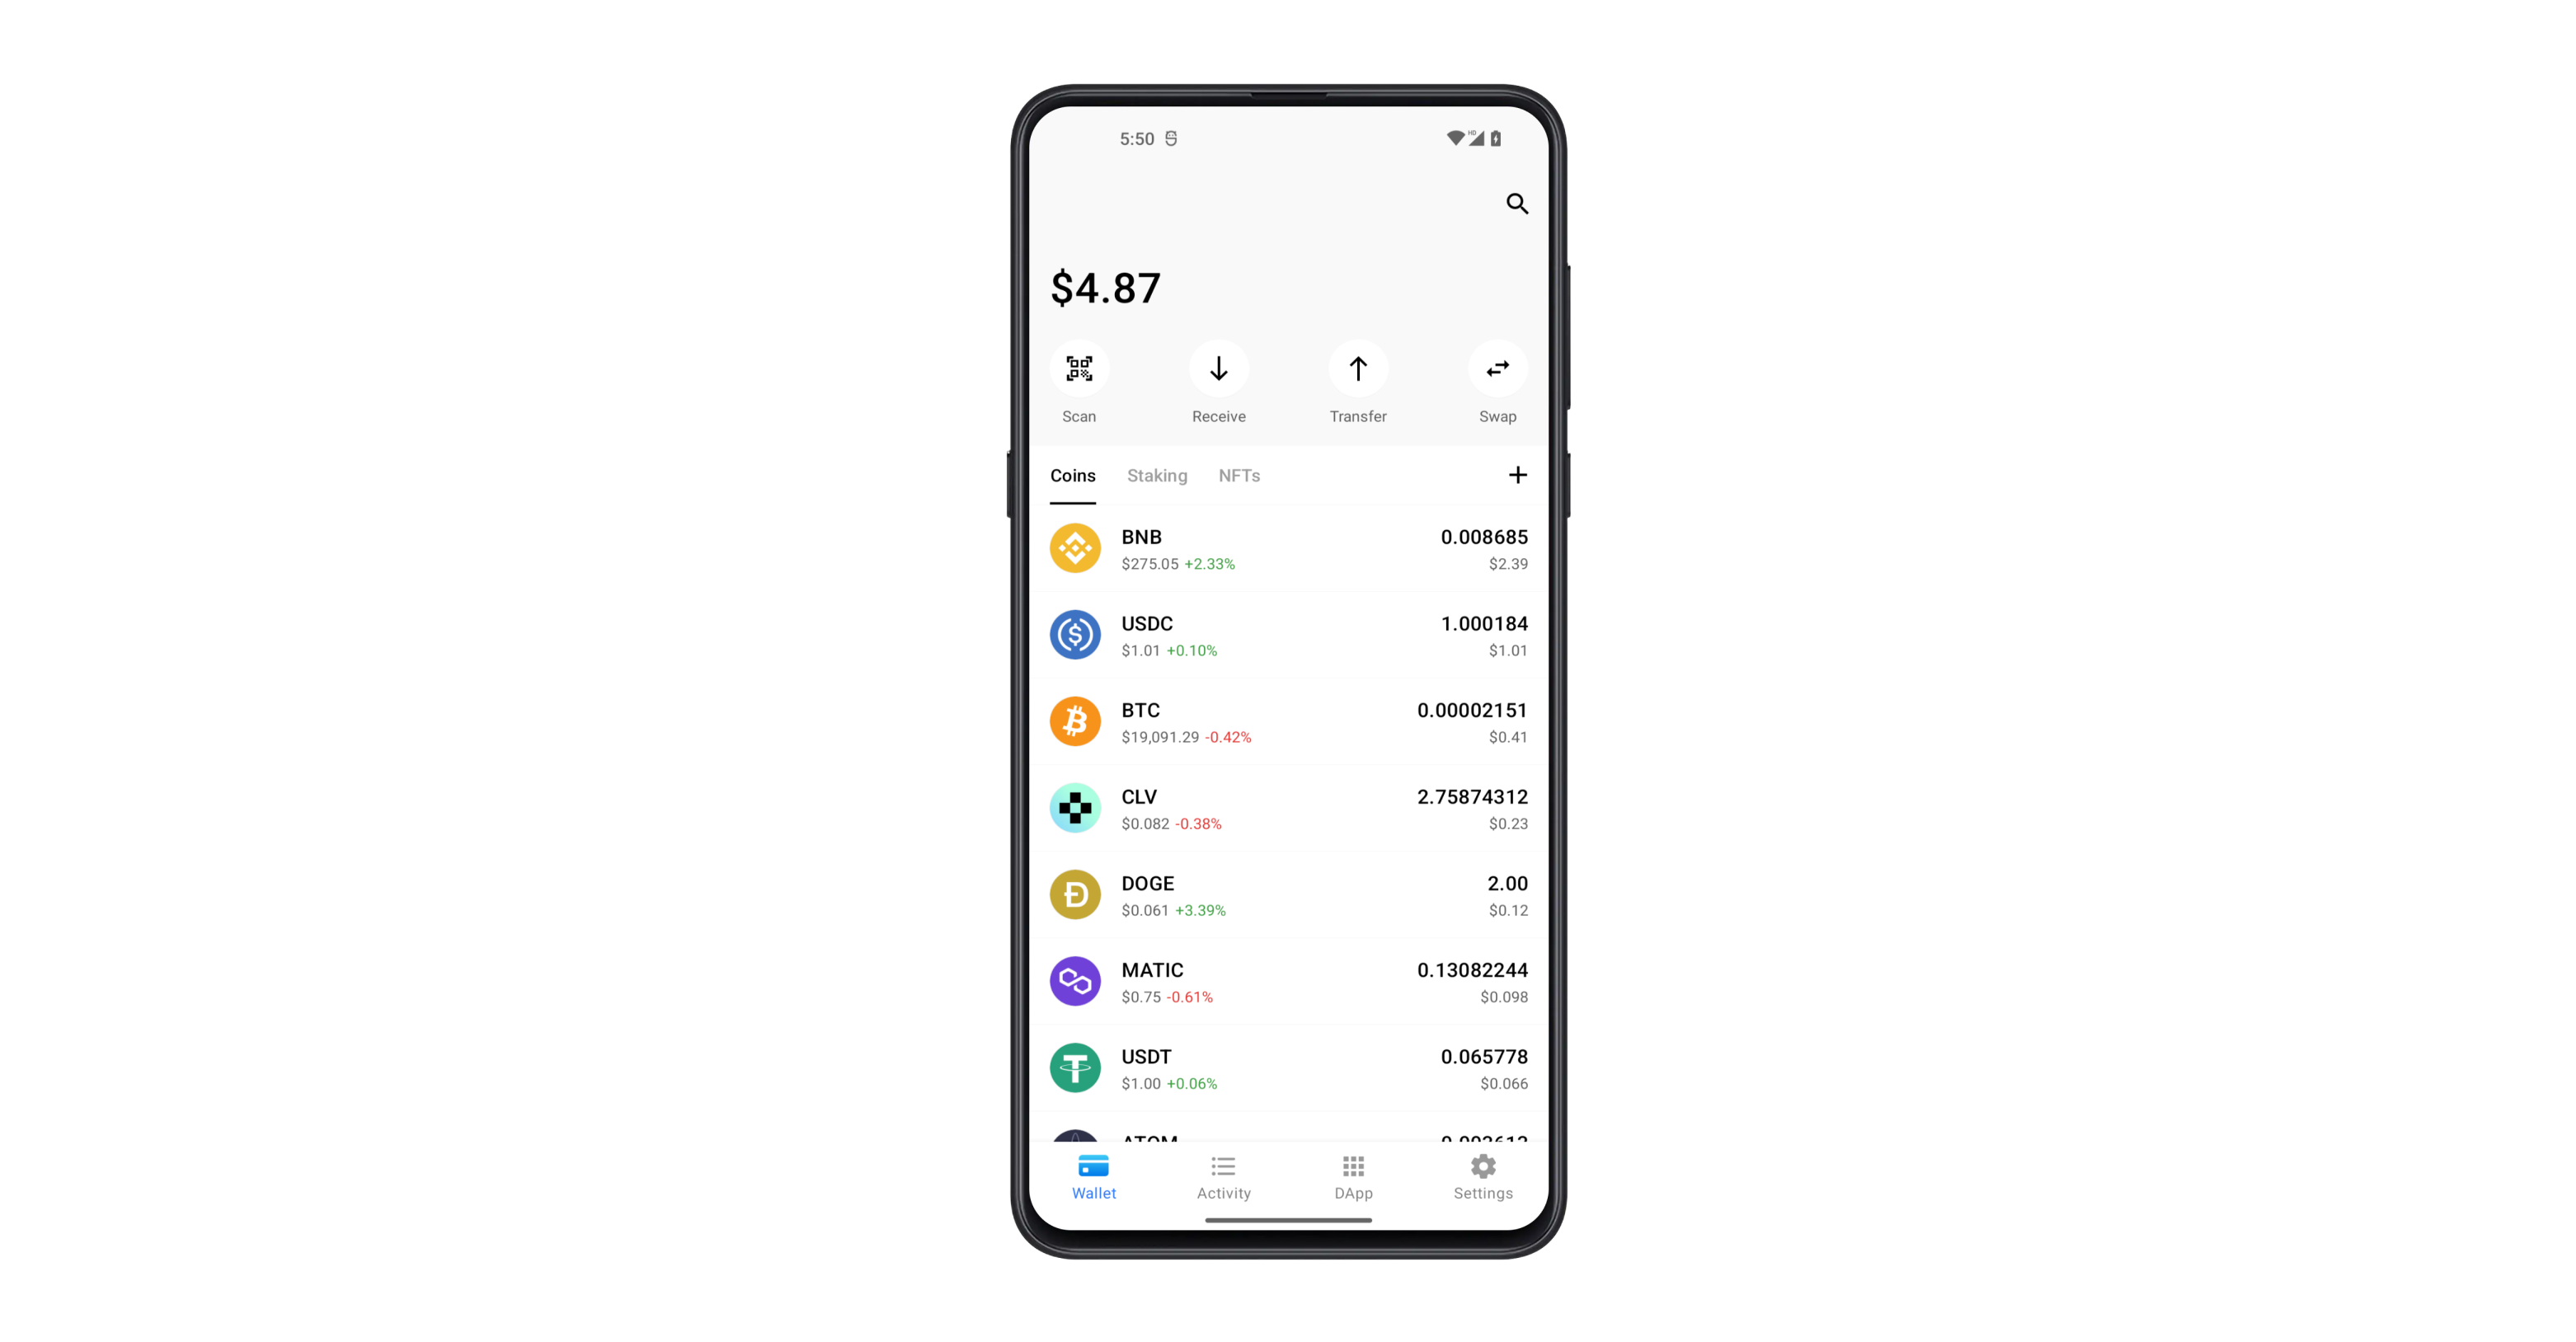 5:50
HD
$4.87
Scan Receive Transfer Swap
Coins Staking NFTs
BNB 0.008685
$275.05 +2.33% $2.39
USDC 1.000184
$1.01 +0.10% $1.01
BTC 0.00002151
$19,091.29 -0.42% $0.41
CLV 2.75874312
$0.082 -0.38% $0.23
DOGE 2.00
$0.061 +3.39% $0.12
MATIC 0.13082244
$0.75 -0.61% $0.098
USDT 0.065778
$1.00 +0.06% $0.066
ATOM
Wallet Activity DApp Settings